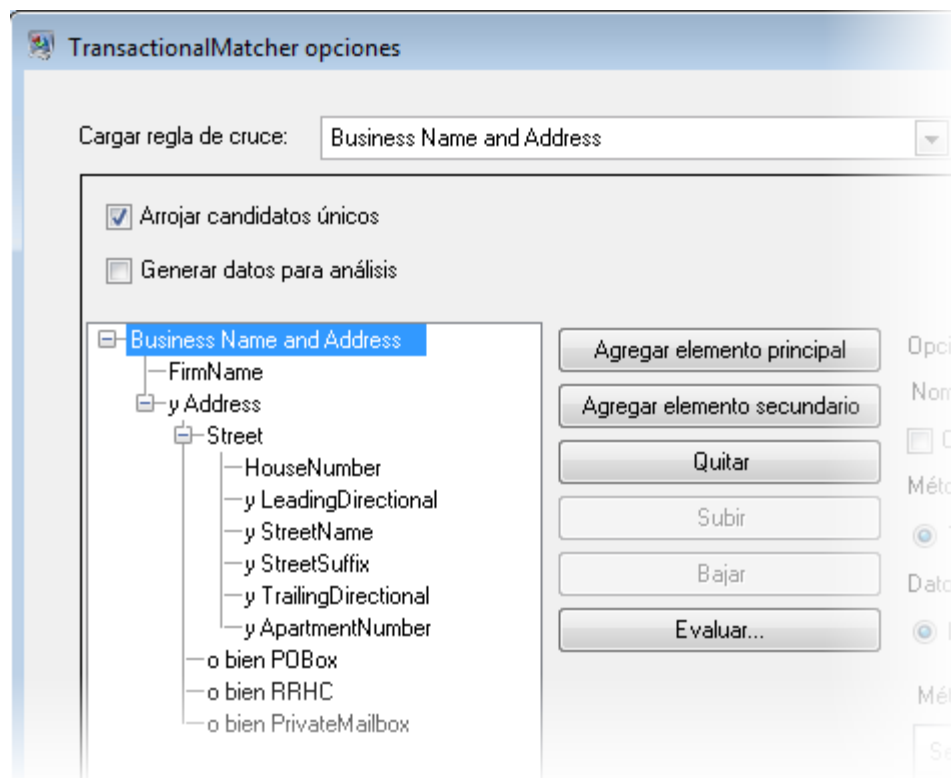 TransactionalMatcher opciones
Cargar regla de cruce:
Business Name and Address
Arrojar candidatos únicos
Generar datos para análisis
Business Name and Address
FirmName
y Address
Street
HouseNumber
y LeadingDirectional
y StreetName
y StreetSuffix
y TrailingDirectional
y ApartmentNumber
o bien POBox
o bien RRHC
o bien PrivateMailbox
Agregar elemento principal
Agregar elemento secundario
Quitar
Subir
Bajar
Evaluar...